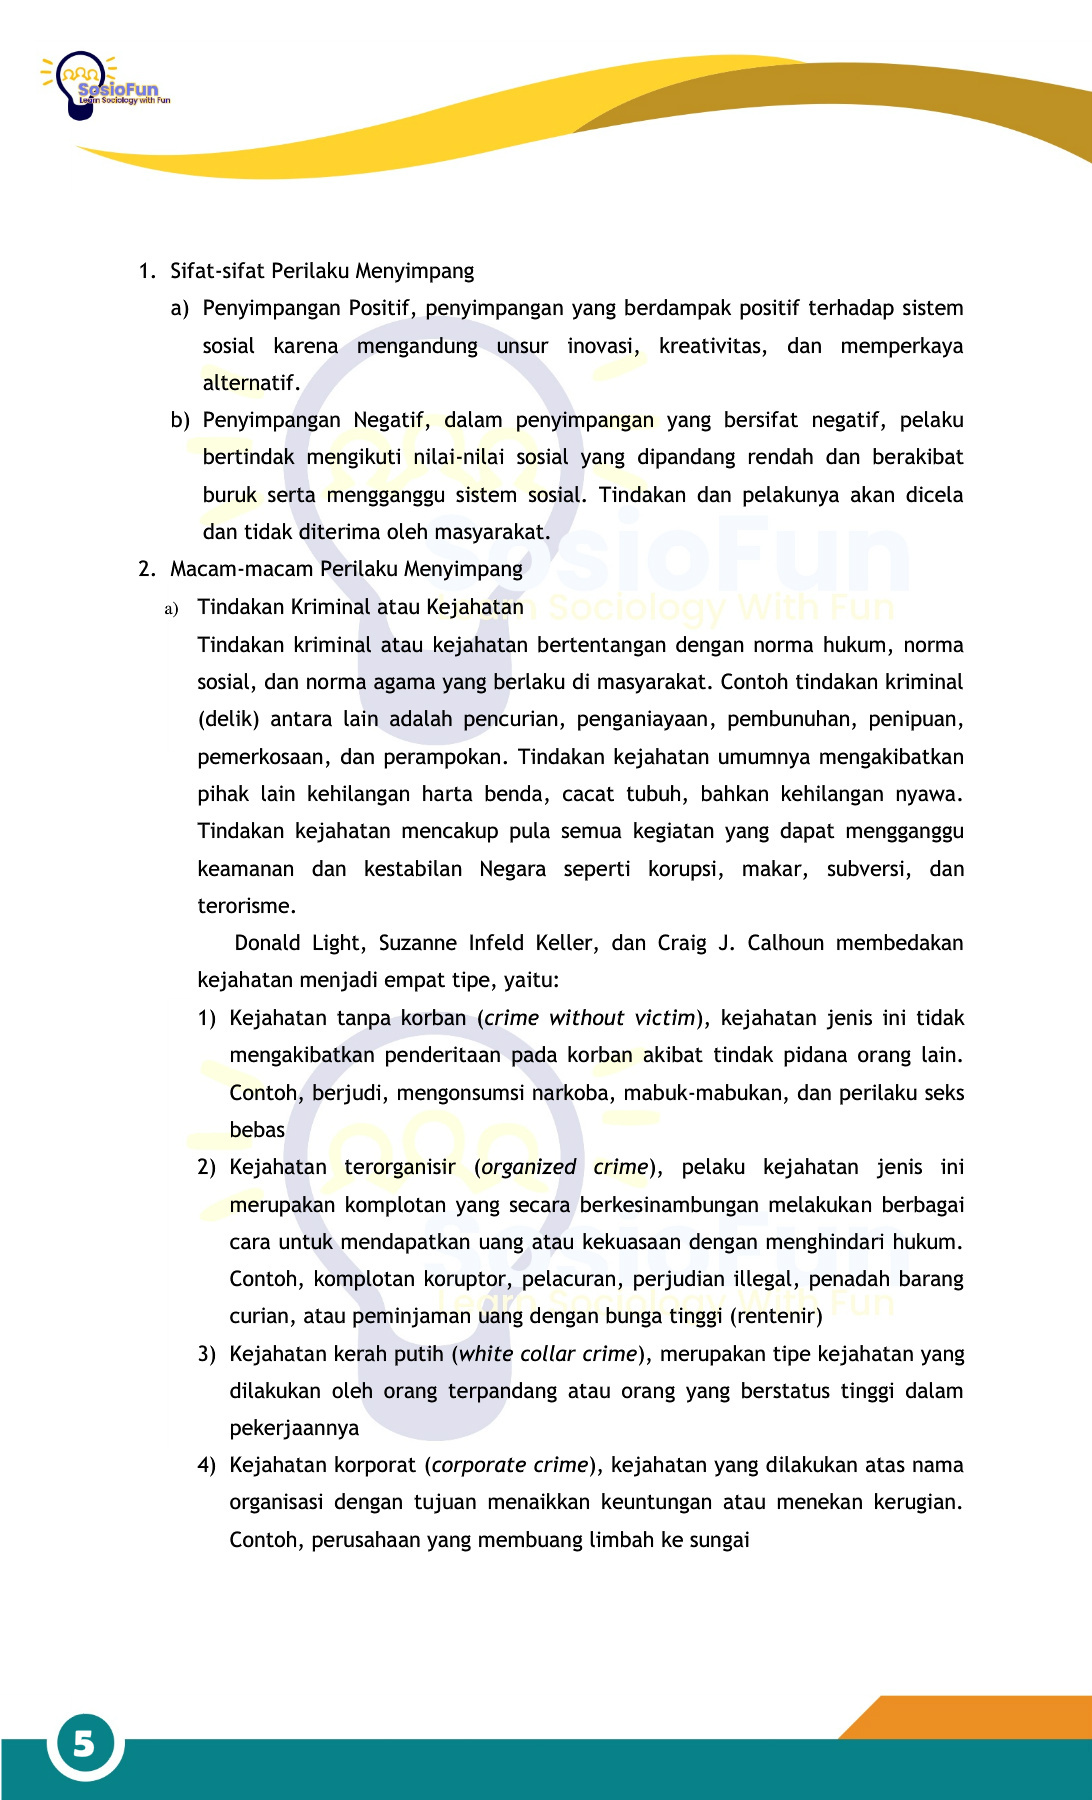 SosioFun
Learn Sociology with Fun
1. Sifat-sifat Perilaku Menyimpang
a) Penyimpangan Positif, penyimpangan yang berdampak positif terhadap sistem
sosial karena mengandung unsur inovasi, kreativitas, dan memperkaya
alternatif.
b) Penyimpangan Negatif, dalam penyimpangan yang bersifat negatif, pelaku
bertindak mengikuti nilai-nilai sosial yang dipandang rendah dan berakibat
buruk serta mengganggu sistem sosial. Tindakan dan pelakunya akan dicela
dan tidak diterima oleh masyarakat.
SosioFun
2. Macam-macam Perilaku Menyimpang
a) Tindakan Kriminal atau Kejahatan
Learn Sociology With Fun
Tindakan kriminal atau kejahatan bertentangan dengan norma hukum, norma
sosial, dan norma agama yang berlaku di masyarakat. Contoh tindakan kriminal
(delik) antara lain adalah pencurian, penganiayaan, pembunuhan, penipuan,
pemerkosaan, dan perampokan. Tindakan kejahatan umumnya mengakibatkan
pihak lain kehilangan harta benda, cacat tubuh, bahkan kehilangan nyawa.
Tindakan kejahatan mencakup pula semua kegiatan yang dapat mengganggu
keamanan dan kestabilan Negara seperti korupsi, makar, subversi, dan
terorisme.
Donald Light, Suzanne Infeld Keller, dan Craig J. Calhoun membedakan
kejahatan menjadi empat tipe, yaitu:
1) Kejahatan tanpa korban (crime without victim), kejahatan jenis ini tidak
mengakibatkan penderitaan pada korban akibat tindak pidana orang lain.
Contoh, berjudi, mengonsumsi narkoba, mabuk-mabukan, dan perilaku seks
bebas
2) Kejahatan terorganisir (organized crime), pelaku kejahatan jenis ini
merupakan komplotan yang secara berkesinambungan melakukan berbagai
cara untuk mendapatkan uang atau kekuasaan dengan menghindari hukum.
SosioFun
Contoh, komplotan koruptor, pelacuran, perjudian illegal, penadah barang
curian, atau peminjaman uang dengan bunga tinggi (rentenir)
Learn Sociology With Fun
3) Kejahatan kerah putih (white collar crime), merupakan tipe kejahatan yang
dilakukan oleh orang terpandang atau orang yang berstatus tinggi dalam
pekerjaannya
4) Kejahatan korporat (corporate crime), kejahatan yang dilakukan atas nama
organisasi dengan tujuan menaikkan keuntungan atau menekan kerugian.
Contoh, perusahaan yang membuang limbah ke sungai
5